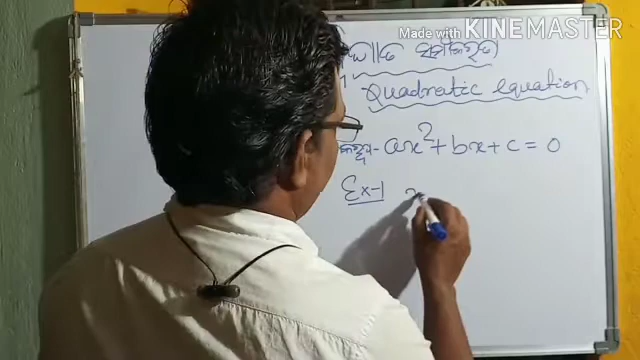 Made with KINEMASTER
Quadratic equation
ax²+bx+c=0
Ex-1